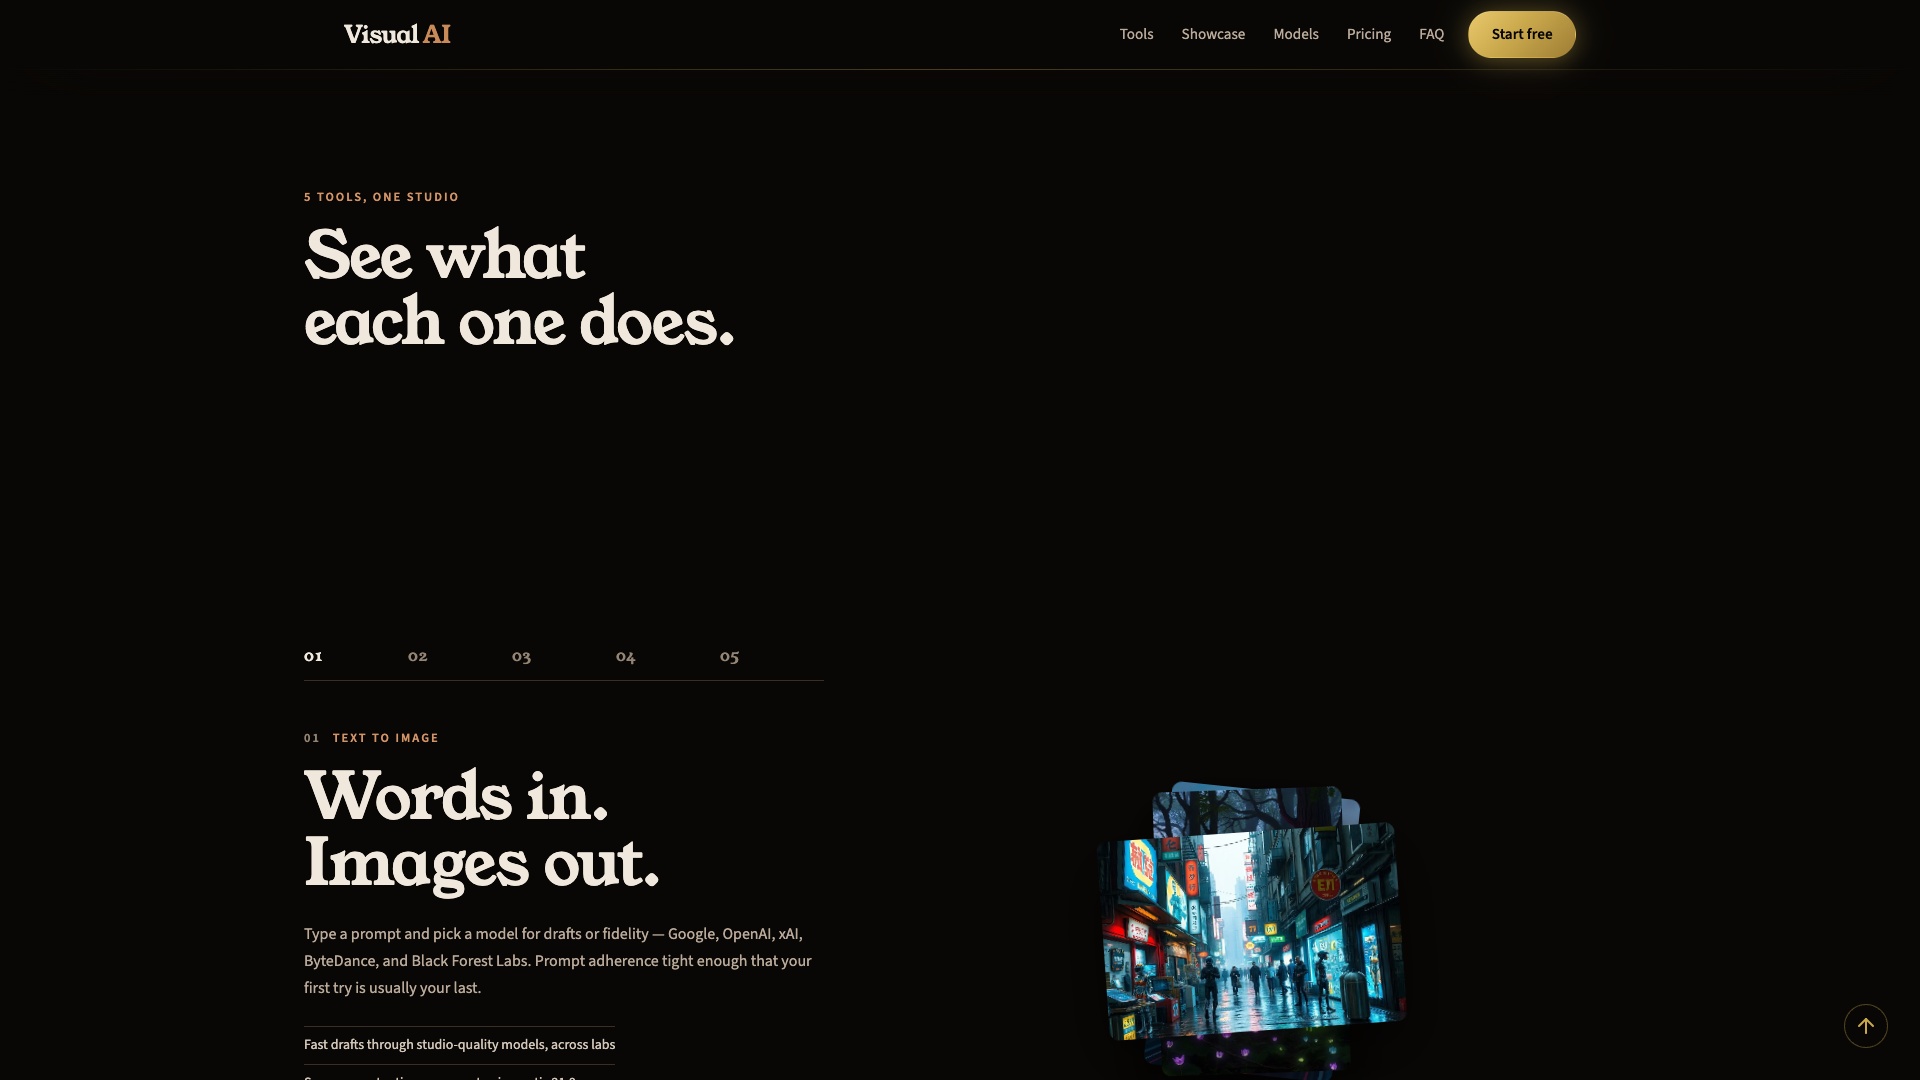 Visual AI
Tools
Showcase
Models
Pricing
FAQ
Start free
5 TOOLS, ONE STUDIO
See what
each one does.
01
02
03
04
05
01 TEXT TO IMAGE
Words in.
Images out.
Type a prompt and pick a model for drafts or fidelity — Google, OpenAI, xAI,
ByteDance, and Black Forest Labs. Prompt adherence tight enough that your
first try is usually your last.
Fast drafts through studio-quality models, across labs